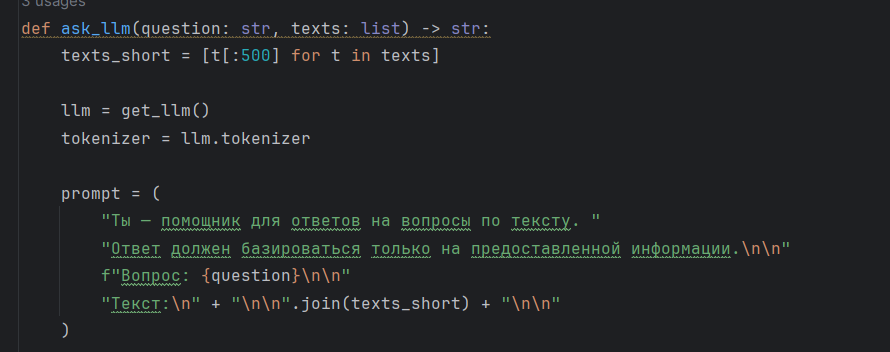 3 usages
def ask_llm(question: str, texts: list) -> str:
    texts_short = [t[:500] for t in texts]
    llm = get_llm()
    tokenizer = llm.tokenizer
    prompt = (
        "Ты — помощник для ответов на вопросы по тексту. "
        "Ответ должен базироваться только на предоставленной информации.\n\n"
        f"Вопрос: {question}\n\n"
        "Текст:\n" + "\n\n".join(texts_short) + "\n\n"
    )